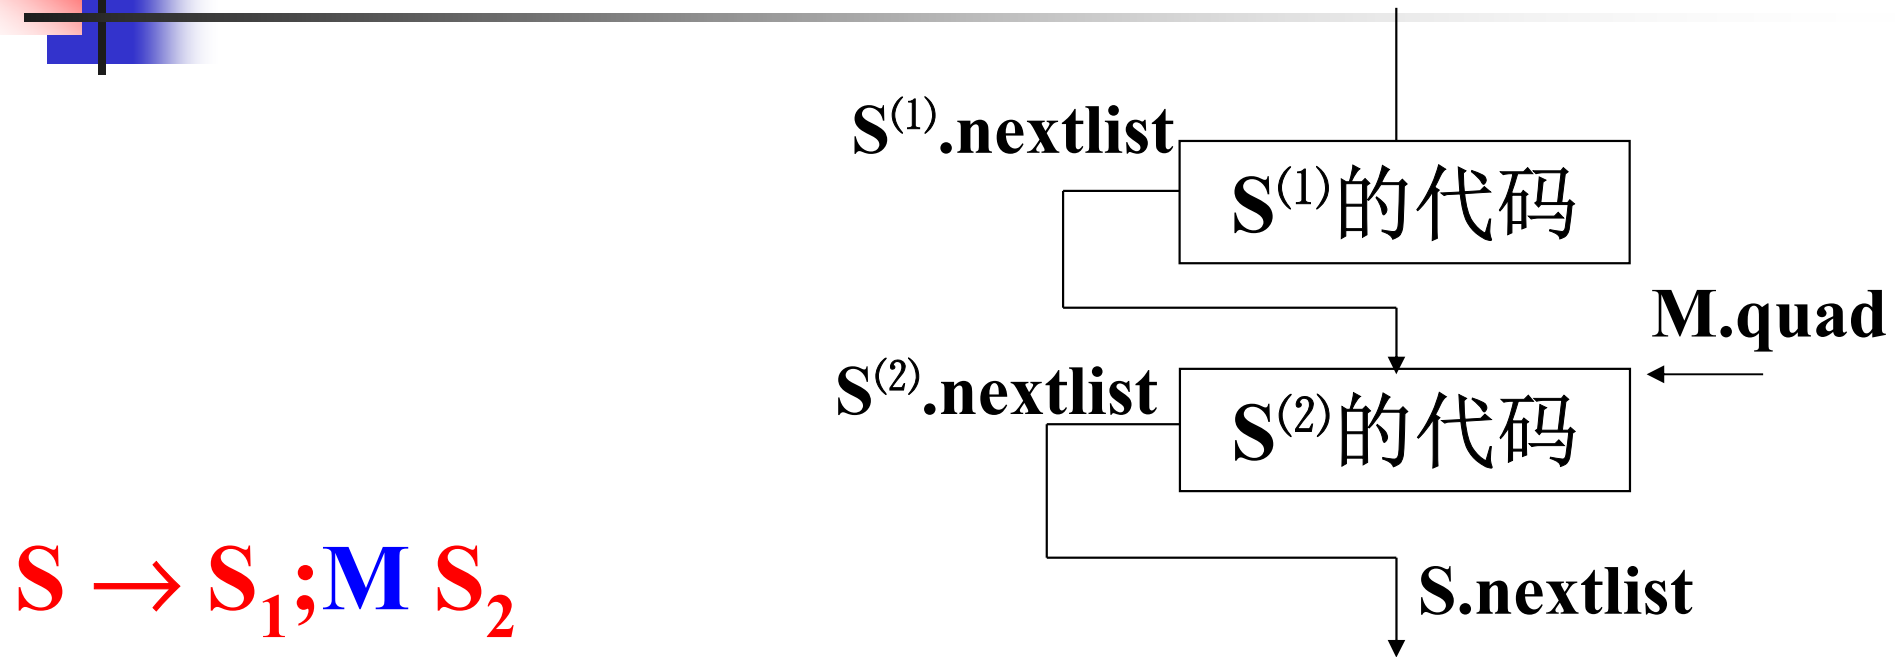 S⁽¹⁾.nextlist
S⁽¹⁾的代码
M.quad
S⁽²⁾.nextlist
S⁽²⁾的代码
S → S₁;M S₂
S.nextlist